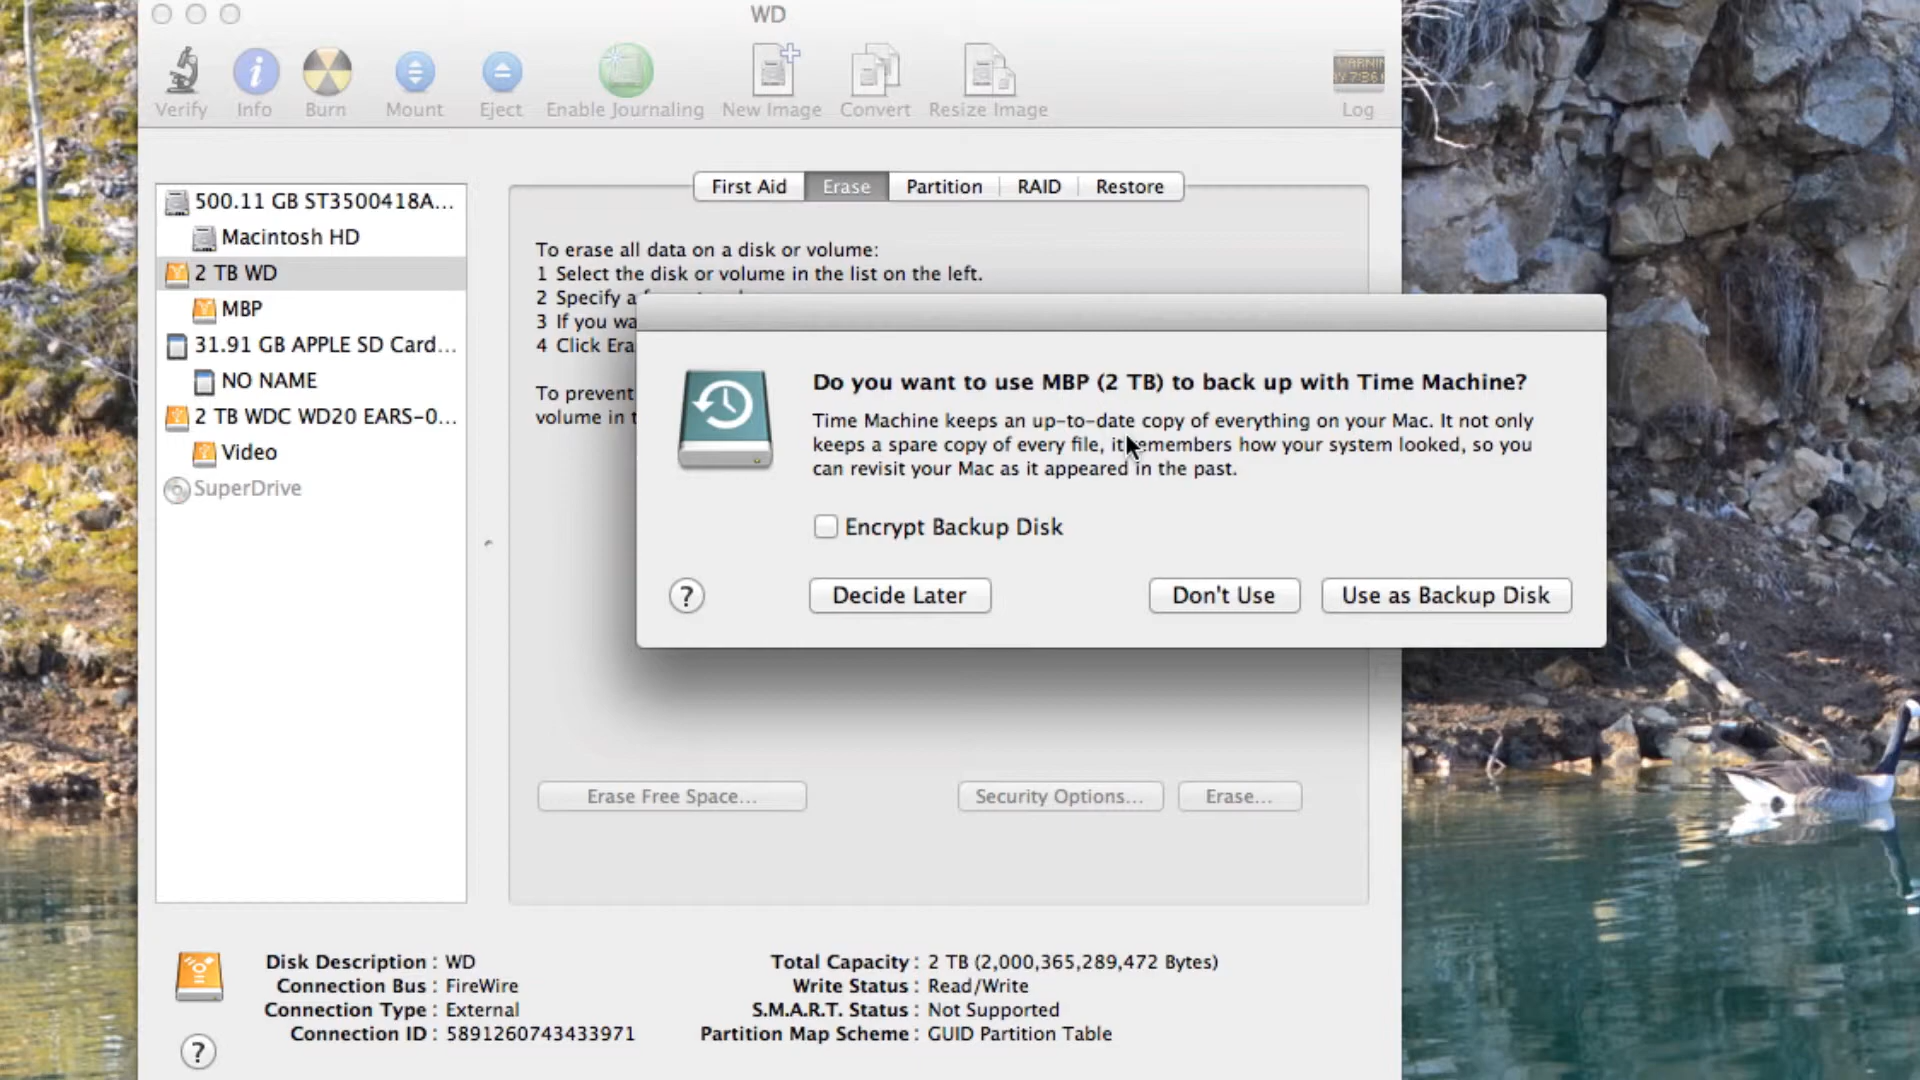 WD
Verify
Info
Burn
Mount
Eject
Enable Journaling
New Image
Convert
Resize Image
WARNIN
Log
500.11 GB ST3500418A...
Macintosh HD
2 TB WD
MBP
31.91 GB APPLE SD Card...
NO NAME
2 TB WDC WD20 EARS-0...
Video
SuperDrive
First Aid
Erase
Partition
RAID
Restore
To erase all data on a disk or volume:
1 Select the disk or volume in the list on the left.
2 Specify a
3 If you wa
4 Click Era
To prevent
volume in t
Do you want to use MBP (2 TB) to back up with Time Machine?
Time Machine keeps an up-to-date copy of everything on your Mac. It not only
keeps a spare copy of every file, it remembers how your system looked, so you
can revisit your Mac as it appeared in the past.
Encrypt Backup Disk
?
Decide Later
Don't Use
Use as Backup Disk
Erase Free Space...
Security Options...
Erase...
Disk Description : WD
Connection Bus : FireWire
Connection Type : External
Connection ID : 5891260743433971
Total Capacity : 2 TB (2,000,365,289,472 Bytes)
Write Status : Read/Write
S.M.A.R.T. Status : Not Supported
Partition Map Scheme : GUID Partition Table
?